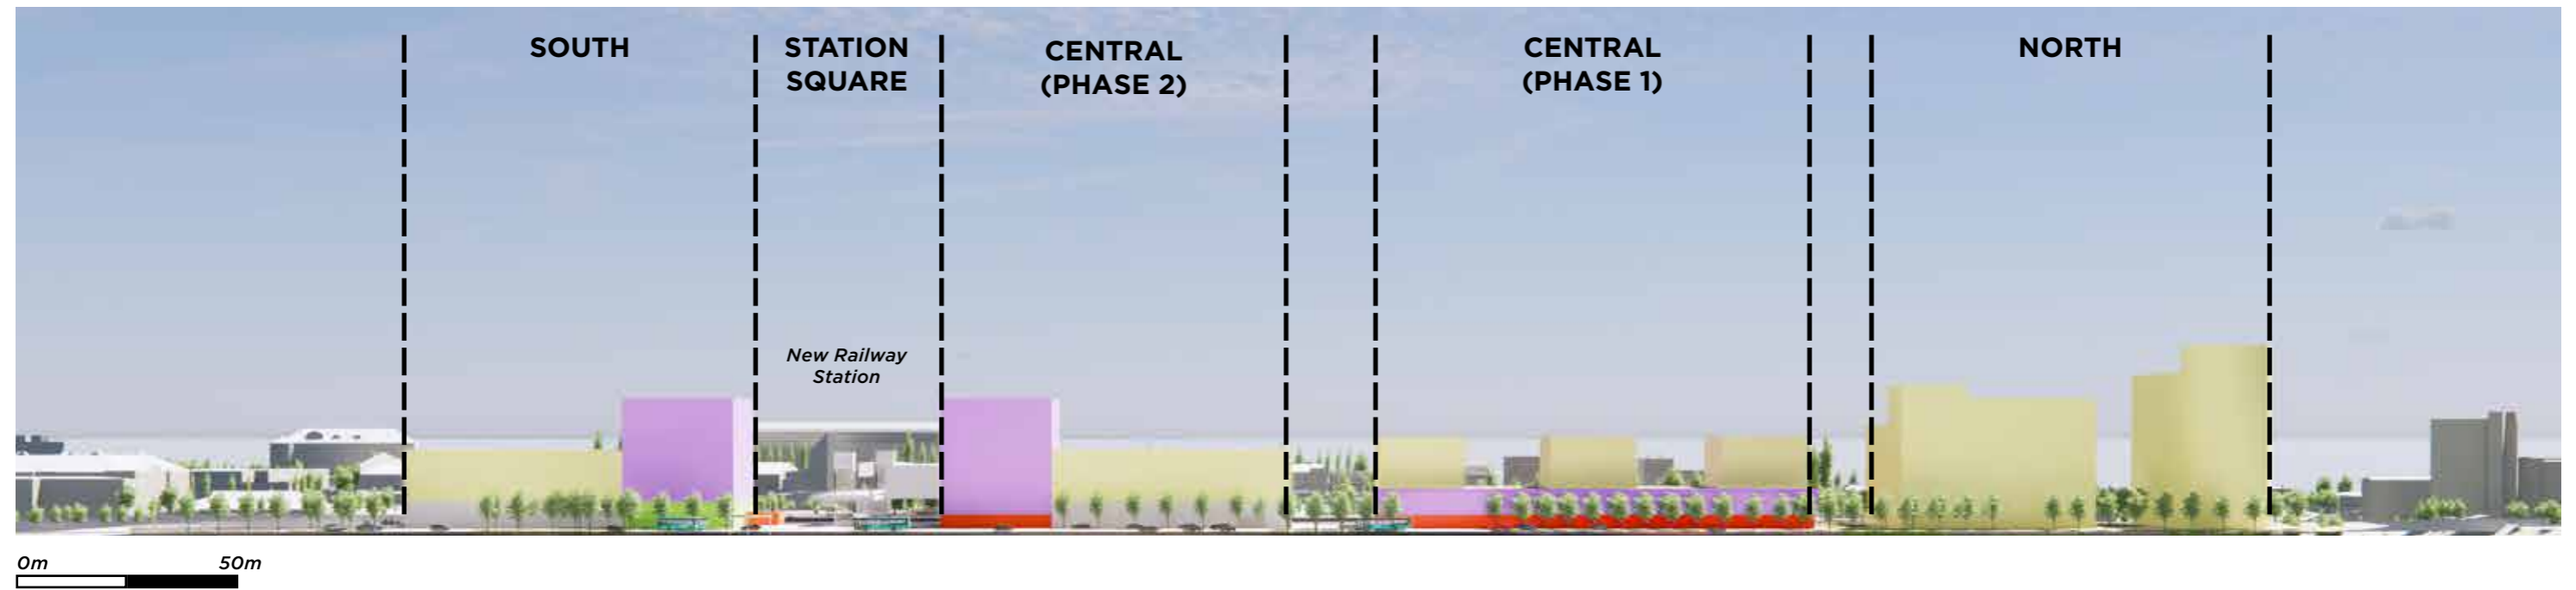 SOUTH
STATION
SQUARE
CENTRAL
(PHASE 2)
CENTRAL
(PHASE 1)
NORTH
New Railway
Station
0m
50m